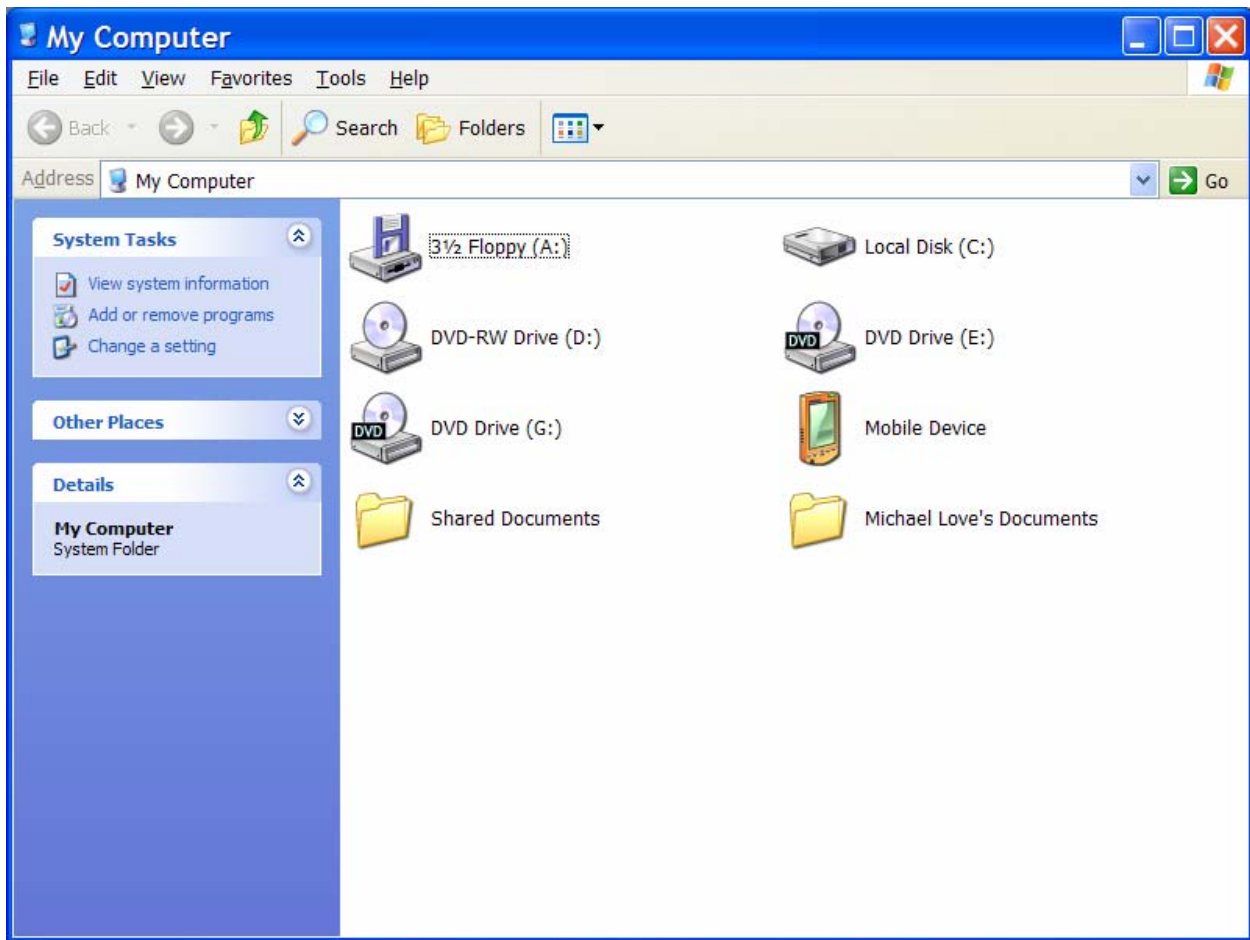 My Computer
File Edit View Favorites Tools Help
Back Search Folders
Address My Computer Go
System Tasks
View system information
Add or remove programs
Change a setting
Other Places
Details
My Computer
System Folder
3½ Floppy (A:) Local Disk (C:)
DVD-RW Drive (D:) DVD DVD Drive (E:)
DVD DVD Drive (G:) Mobile Device
Shared Documents Michael Love's Documents